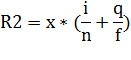 R2 = x * (i/n + q/f)